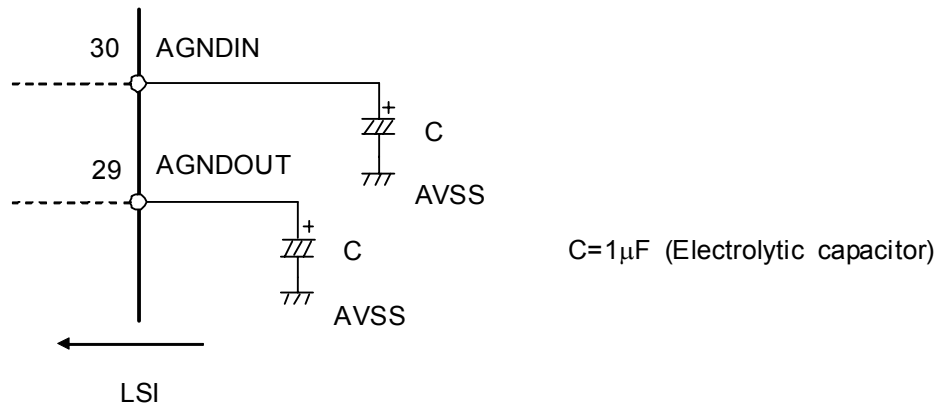 30 AGNDIN
+
C
AVSS
29 AGNDOUT
+
C
AVSS
C=1μF (Electrolytic capacitor)
LSI